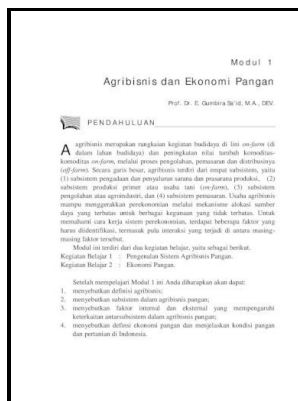 Modul 1
Agribisnis dan Ekonomi Pangan
Prof. Dr. E. Gumbira Sa'id, M.A., DEV.
PENDAHULUAN
Agribisnis merupakan rangkaian kegiatan budidaya di lini on-farm (di
dalam lahan budidaya) dan peningkatan nilai tambah komoditas-
komoditas on-farm, melalui proses pengolahan, pemasaran dan distribusinya
(off-farm). Secara garis besar, agribisnis terdiri dari empat subsistem, yaitu
(1) subsistem pengadaan dan penyaluran sarana dan prasarana produksi, (2)
subsistem produksi primer atau usaha tani (on-farm), (3) subsistem
pengolahan atau agroindustri, dan (4) subsistem pemasaran. Usaha agribisnis
mampu menggerakkan perekonomian melalui mekanisme alokasi sumber
daya yang terbatas untuk berbagai kegunaan yang tidak terbatas. Untuk
memahami cara kerja sistem perekonomian, terdapat beberapa faktor yang
harus diidentifikasi, termasuk pula interaksi yang terjadi di antara masing-
masing faktor tersebut.
Modul ini terdiri dari dua kegiatan belajar, yaitu sebagai berikut.
Kegiatan Belajar 1 : Pengenalan Sistem Agribisnis Pangan.
Kegiatan Belajar 2 : Ekonomi Pangan.
Setelah mempelajari Modul 1 ini Anda diharapkan akan dapat:
1. menyebutkan definisi agribisnis;
2. menyebutkan subsistem dalam agribisnis pangan;
3. menyebutkan faktor internal dan eksternal yang mempengaruhi
keterkaitan antarsubsistem dalam agribisnis pangan;
4. menyebutkan definsi ekonomi pangan dan menjelaskan kondisi pangan
dan pertanian di Indonesia.